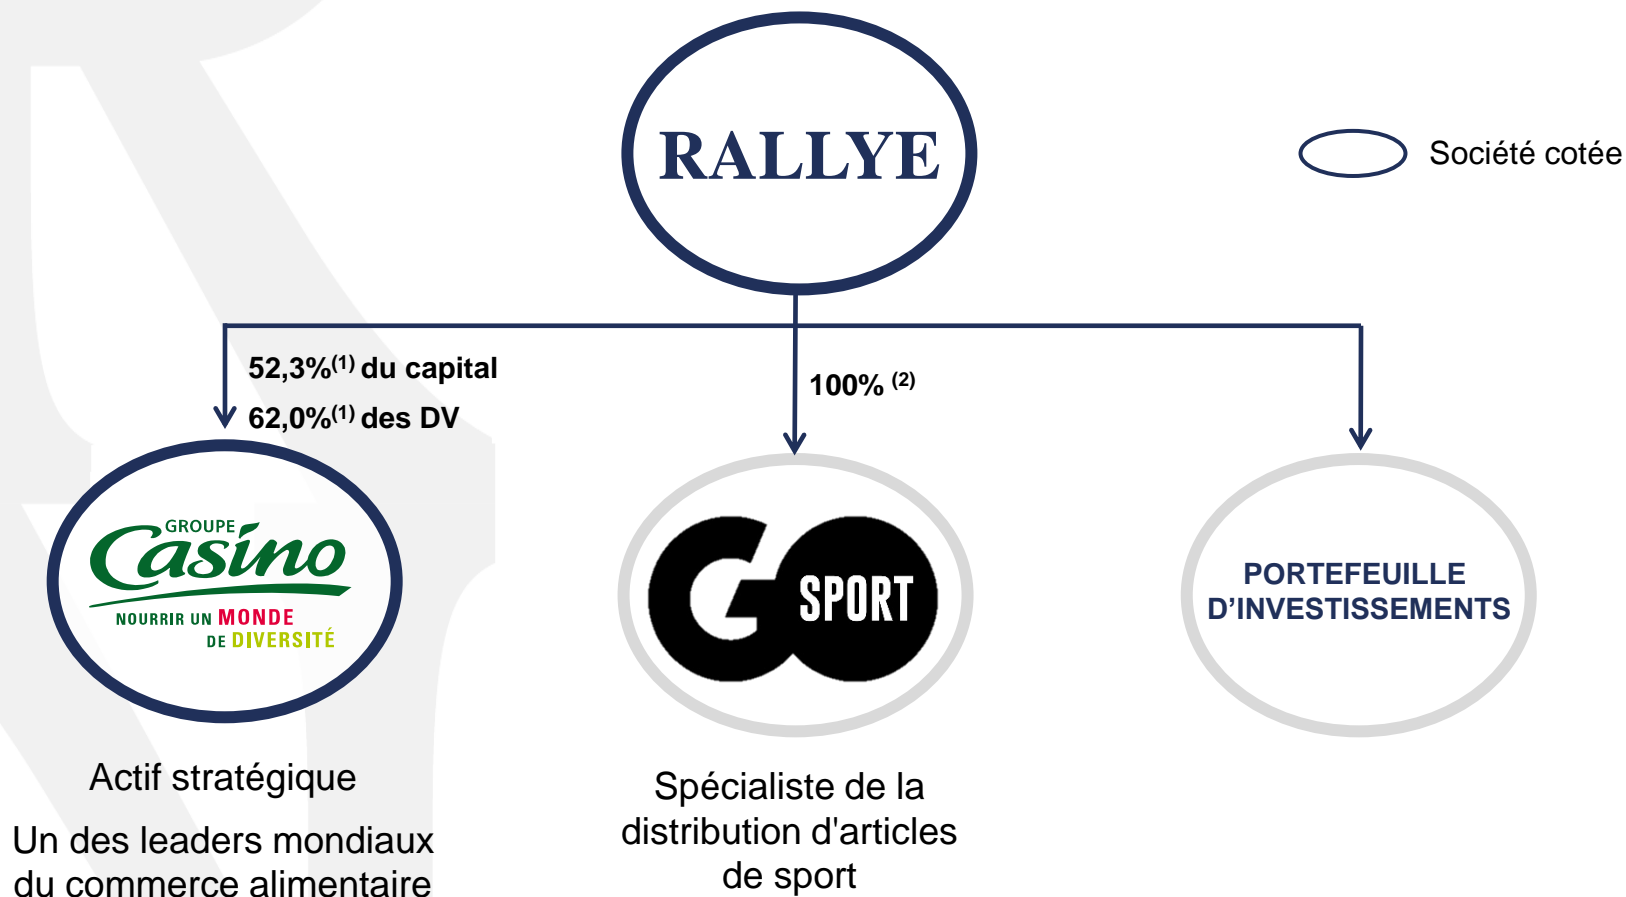 RALLYE
Société cotée
52,3%(1) du capital
62,0%(1) des DV
100% (2)
GROUPE
Casino
NOURRIR UN MONDE
DE DIVERSITÉ
GO SPORT
PORTEFEUILLE
D’INVESTISSEMENTS
Actif stratégique
Un des leaders mondiaux
du commerce alimentaire
Spécialiste de la
distribution d'articles
de sport